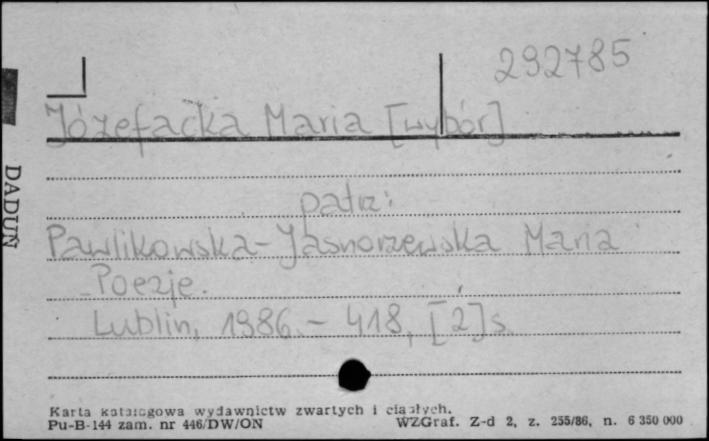 292785
Józefacka Maria [wybór]
patrz:
Pawlikowska-Jasnorzewska Maria
Poezje.
Lublin, 1986. - 418, [2] s.
DADUŃ
Karta katalogowa wydawnictw zwartych i ciągłych.
Pu-B-144 zam. nr 446/DW/ON WZGraf. Z-d 2, z. 255/86, n. 6 350 000